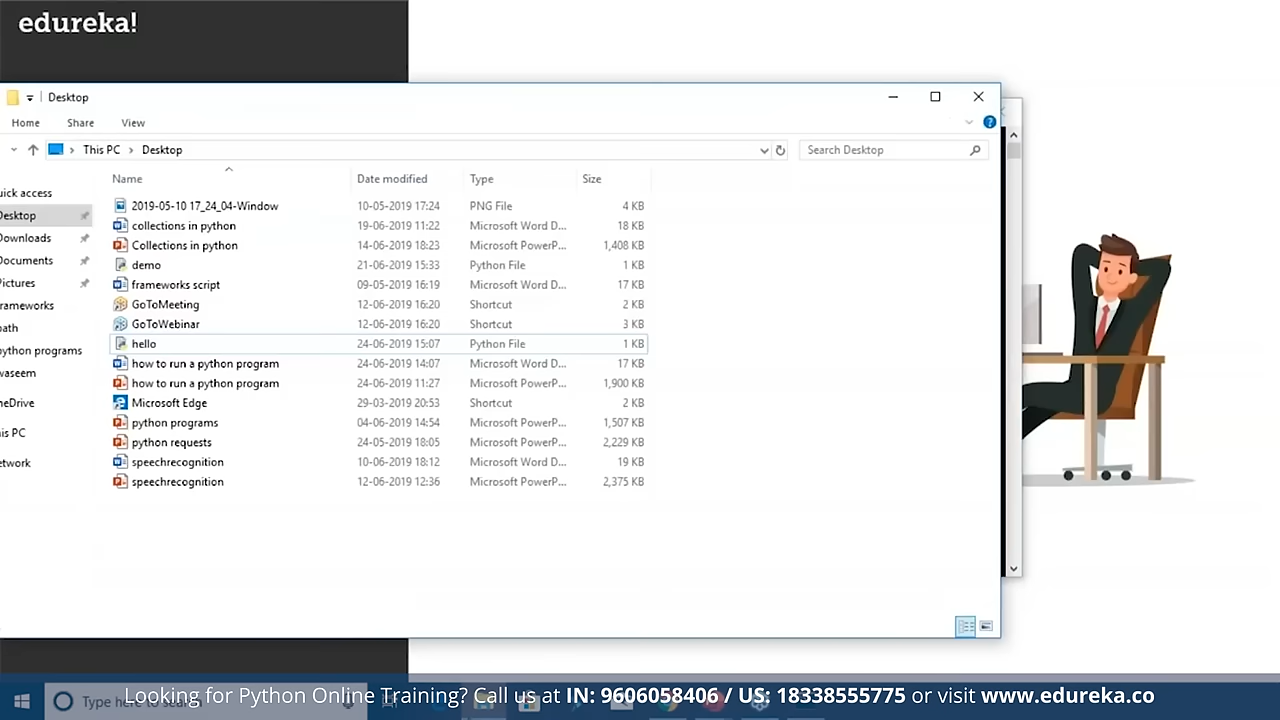 edureka!
Desktop
Home Share View
This PC > Desktop
Search Desktop
Name Date modified Type Size
uick access
Desktop
Downloads
Documents
Pictures
rameworks
path
python programs
waseem
neDrive
is PC
etwork
2019-05-10 17_24_04-Window 10-05-2019 17:24 PNG File 4 KB
collections in python 19-06-2019 11:22 Microsoft Word D... 18 KB
Collections in python 14-06-2019 18:23 Microsoft PowerP... 1,408 KB
demo 21-06-2019 15:33 Python File 1 KB
frameworks script 09-05-2019 16:19 Microsoft Word D... 17 KB
GoToMeeting 12-06-2019 16:20 Shortcut 2 KB
GoToWebinar 12-06-2019 16:20 Shortcut 3 KB
hello 24-06-2019 15:07 Python File 1 KB
how to run a python program 24-06-2019 14:07 Microsoft Word D... 17 KB
how to run a python program 24-06-2019 11:27 Microsoft PowerP... 1,900 KB
Microsoft Edge 29-03-2019 20:53 Shortcut 2 KB
python programs 04-06-2019 14:54 Microsoft PowerP... 1,507 KB
python requests 24-05-2019 18:05 Microsoft PowerP... 2,229 KB
speechrecognition 10-06-2019 18:12 Microsoft Word D... 19 KB
speechrecognition 12-06-2019 12:36 Microsoft PowerP... 2,375 KB
Type here to search
Looking for Python Online Training? Call us at IN: 9606058406 / US: 18338555775 or visit www.edureka.co